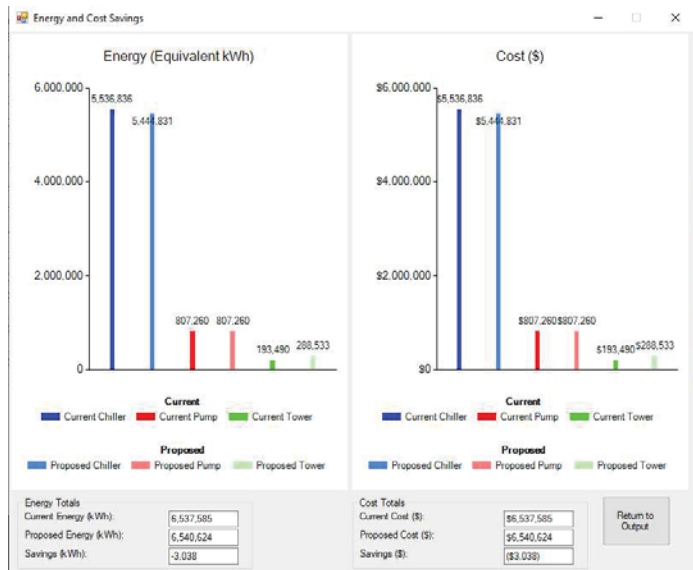 Energy and Cost Savings
Energy (Equivalent kWh)
6.000.000
5,536,836
5,444,831
4.000.000
2.000.000
807,260 807,260
193,490 288,533
0
Current
Current Chiller Current Pump Current Tower
Proposed
Proposed Chiller Proposed Pump Proposed Tower
Cost ($)
$6.000.000
$5,536,836
$5,444,831
$4.000.000
$2.000.000
$807,260 $807,260
$193,490 $288,533
$0
Current
Current Chiller Current Pump Current Tower
Proposed
Proposed Chiller Proposed Pump Proposed Tower
Energy Totals
Current Energy (kWh): 6,537,585
Proposed Energy (kWh): 6,540,624
Savings (kWh): -3,038
Cost Totals
Current Cost ($): $6,537,585
Proposed Cost ($): $6,540,624
Savings ($): ($3,038)
Return to
Output